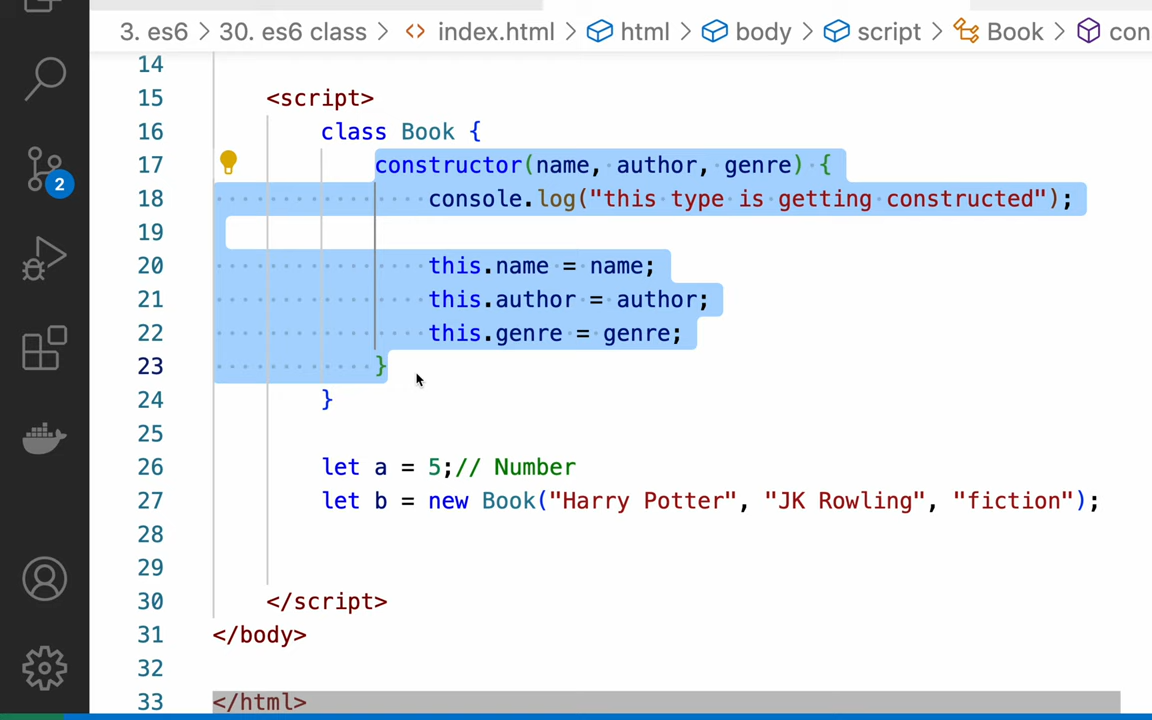 3. es6 > 30. es6 class > <> index.html > html > body > script > Book > con
14
15 <script>
16 class Book {
17 constructor(name, author, genre) {
18 console.log("this type is getting constructed");
19
20 this.name = name;
21 this.author = author;
22 this.genre = genre;
23 }
24 }
25
26 let a = 5;// Number
27 let b = new Book("Harry Potter", "JK Rowling", "fiction");
28
29
30 </script>
31 </body>
32
33 </html>
2